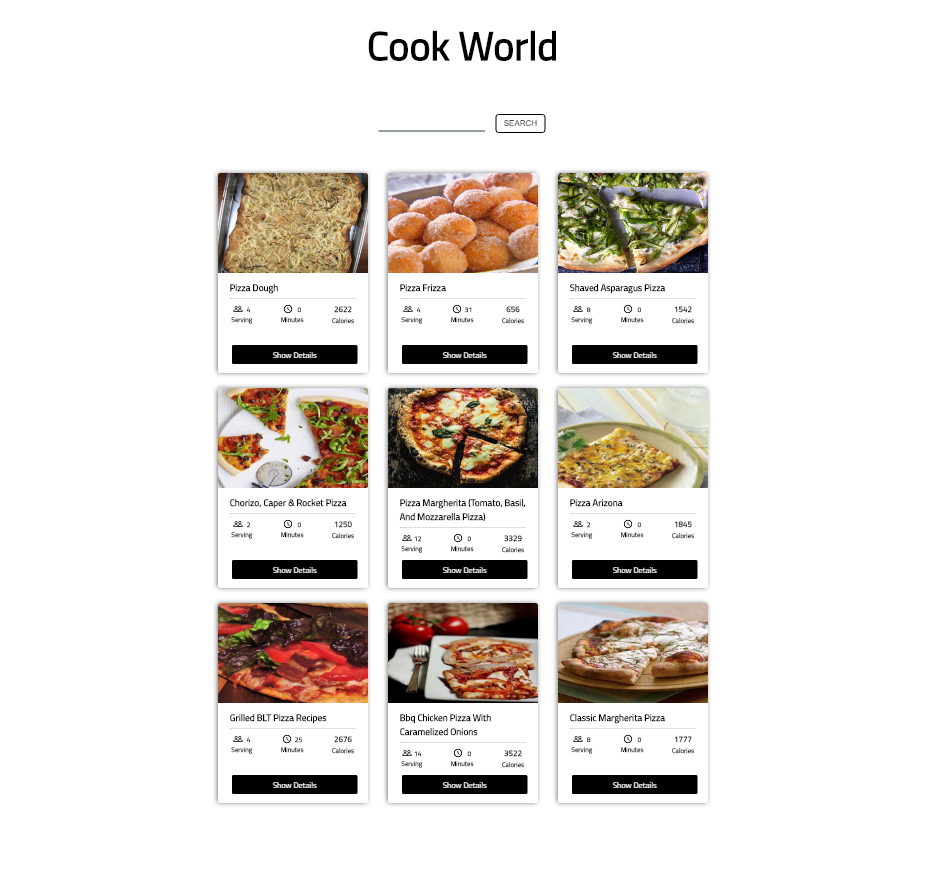 Cook World
SEARCH
Pizza Dough
4 0 2622
Serving Minutes Calories
Show Details
Pizza Frizza
4 31 656
Serving Minutes Calories
Show Details
Shaved Asparagus Pizza
8 0 1542
Serving Minutes Calories
Show Details
Chorizo, Caper & Rocket Pizza
2 0 1250
Serving Minutes Calories
Show Details
Pizza Margherita (Tomato, Basil,
And Mozzarella Pizza)
12 0 3329
Serving Minutes Calories
Show Details
Pizza Arizona
2 0 1845
Serving Minutes Calories
Show Details
Grilled BLT Pizza Recipes
4 25 2676
Serving Minutes Calories
Show Details
Bbq Chicken Pizza With
Caramelized Onions
14 0 3522
Serving Minutes Calories
Show Details
Classic Margherita Pizza
8 0 1777
Serving Minutes Calories
Show Details